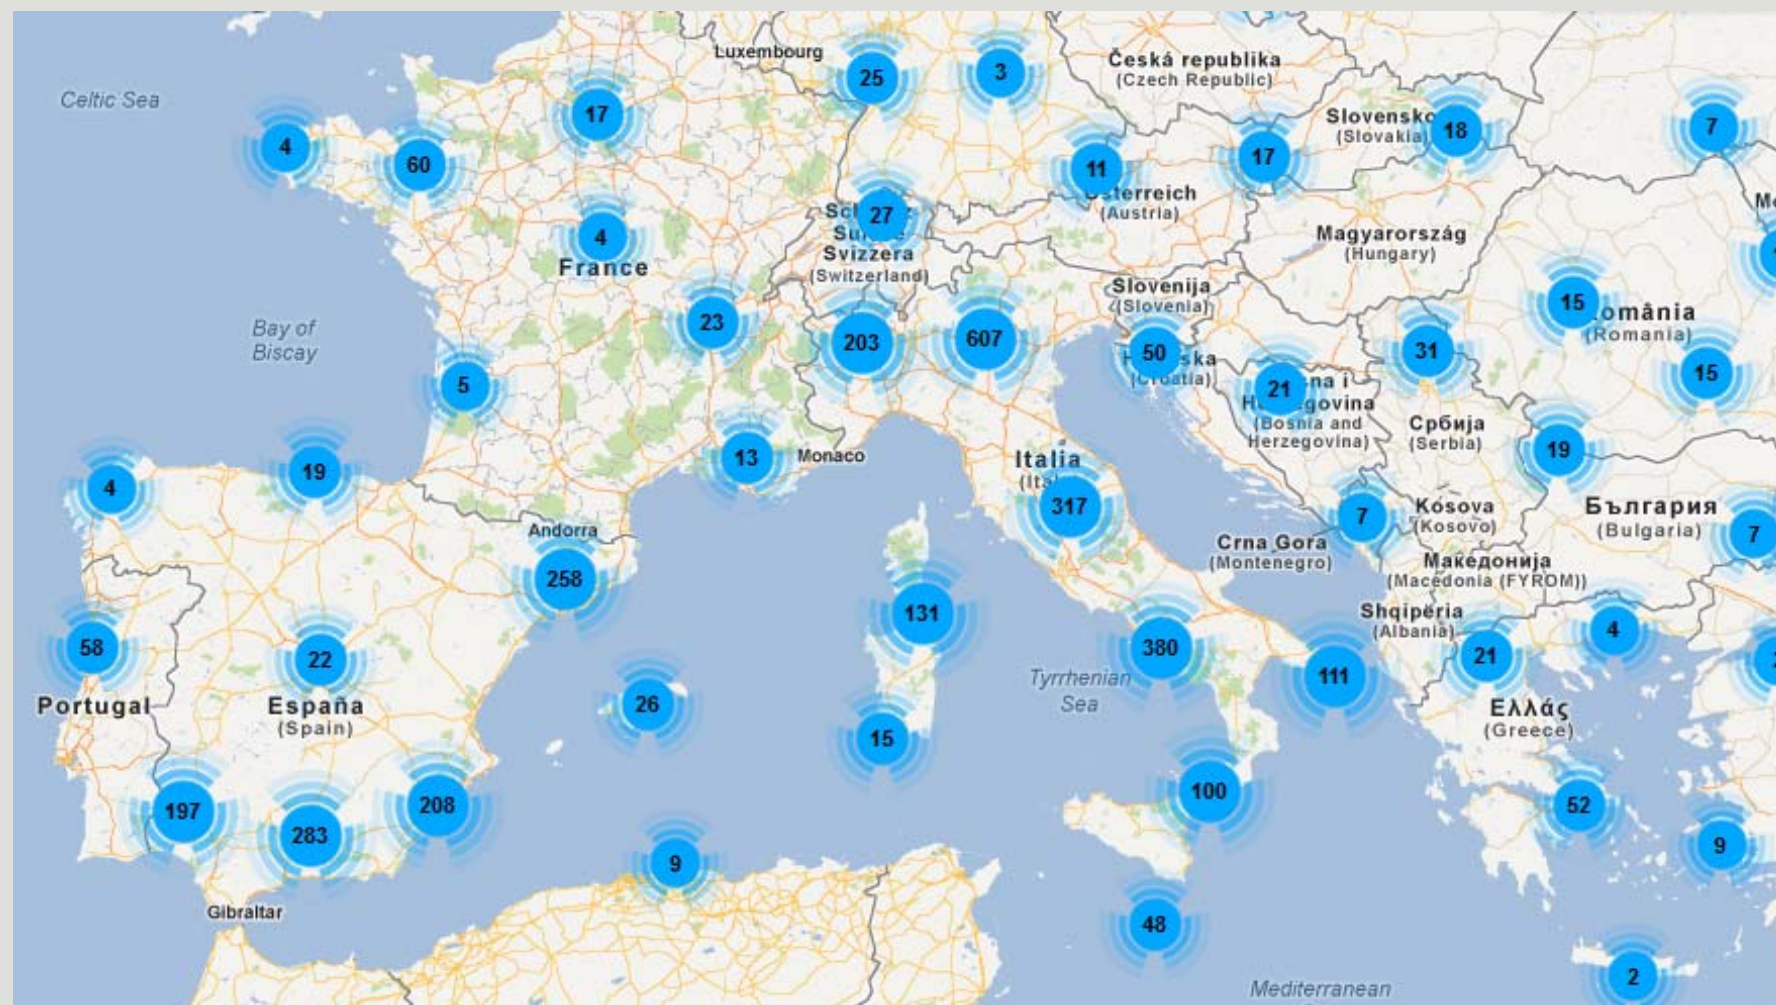 Luxembourg
25
3
Česká republika
(Czech Republic)
Celtic Sea
17
4
60
Slovensko
(Slovakia)
18
7
11
17
Österreich
(Austria)
27
Svizzera
(Switzerland)
4
France
Magyarország
(Hungary)
Slovenija
(Slovenia)
15
România
(Romania)
Bay of
Biscay
23
203
607
50
31
15
5
21
(Bosnia and
Herzegovina)
Србија
(Serbia)
13
Monaco
Italia
19
4
19
317
7
Kosova
(Kosovo)
България
(Bulgaria)
7
Andorra
258
Crna Gora
(Montenegro)
Македонија
(Macedonia (FYROM))
131
Shqipëria
(Albania)
4
58
22
380
111
21
Portugal
España
(Spain)
26
Tyrrhenian
Sea
15
Ελλάς
(Greece)
197
283
208
100
52
9
9
Gibraltar
48
2
Mediterranean